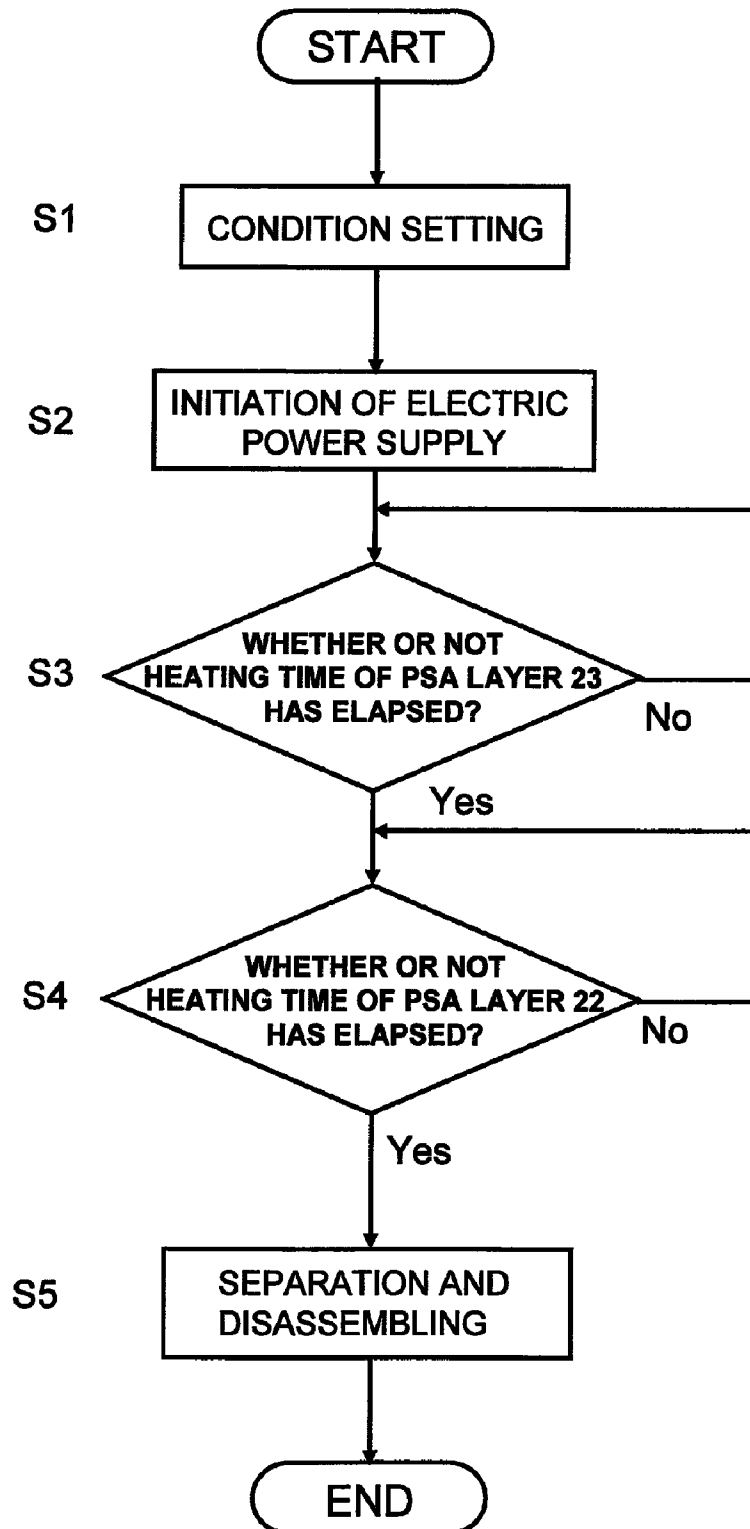 START
S1
CONDITION SETTING
S2
INITIATION OF ELECTRIC
POWER SUPPLY
S3
WHETHER OR NOT
HEATING TIME OF PSA LAYER 23
HAS ELAPSED?
No
Yes
S4
WHETHER OR NOT
HEATING TIME OF PSA LAYER 22
HAS ELAPSED?
No
Yes
S5
SEPARATION AND
DISASSEMBLING
END